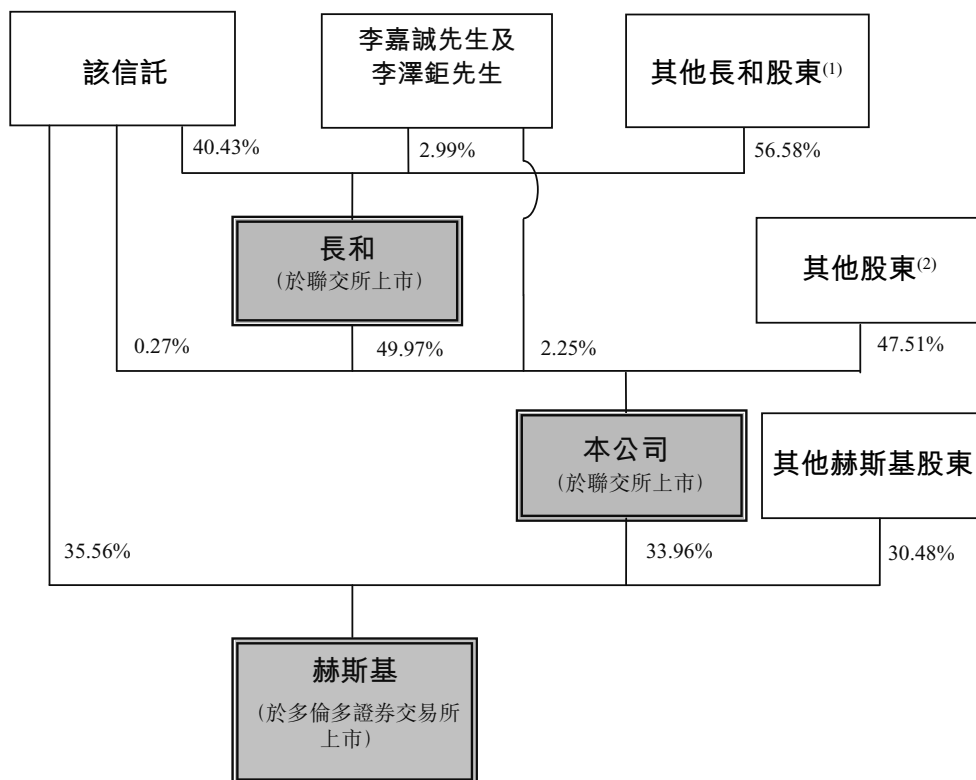 該信託
李嘉誠先生及
李澤鉅先生
其他長和股東(1)
40.43%
2.99%
56.58%
長和
(於聯交所上市)
其他股東(2)
0.27%
49.97%
2.25%
47.51%
本公司
(於聯交所上市)
其他赫斯基股東
35.56%
33.96%
30.48%
赫斯基
(於多倫多證券交易所
上市)